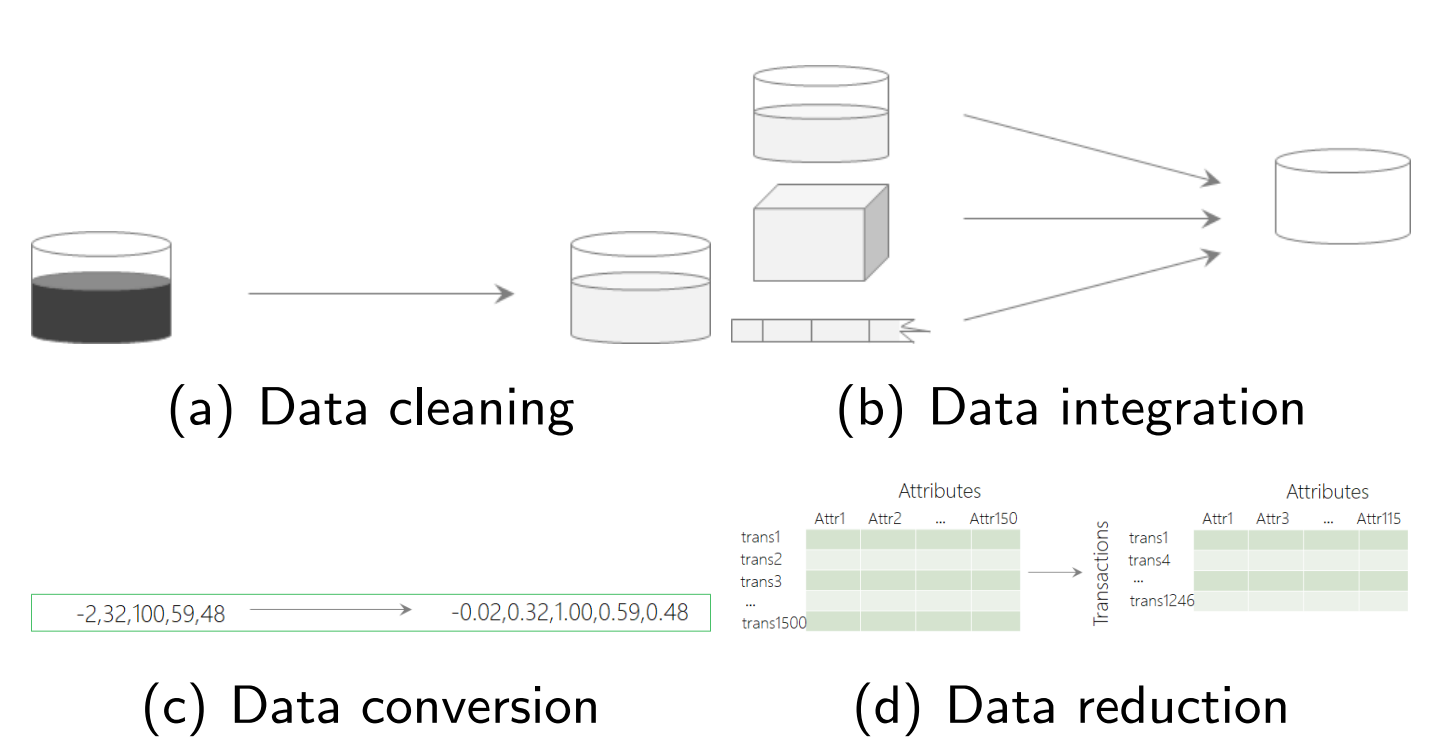 (a) Data cleaning
(b) Data integration
-2,32,100,59,48
-0.02,0.32,1.00,0.59,0.48
(c) Data conversion
Attributes
Attr1 Attr2 ... Attr150
trans1
trans2
trans3
...
trans1500
Transactions
Attributes
Attr1 Attr3 ... Attr115
trans1
trans4
...
trans1246
(d) Data reduction